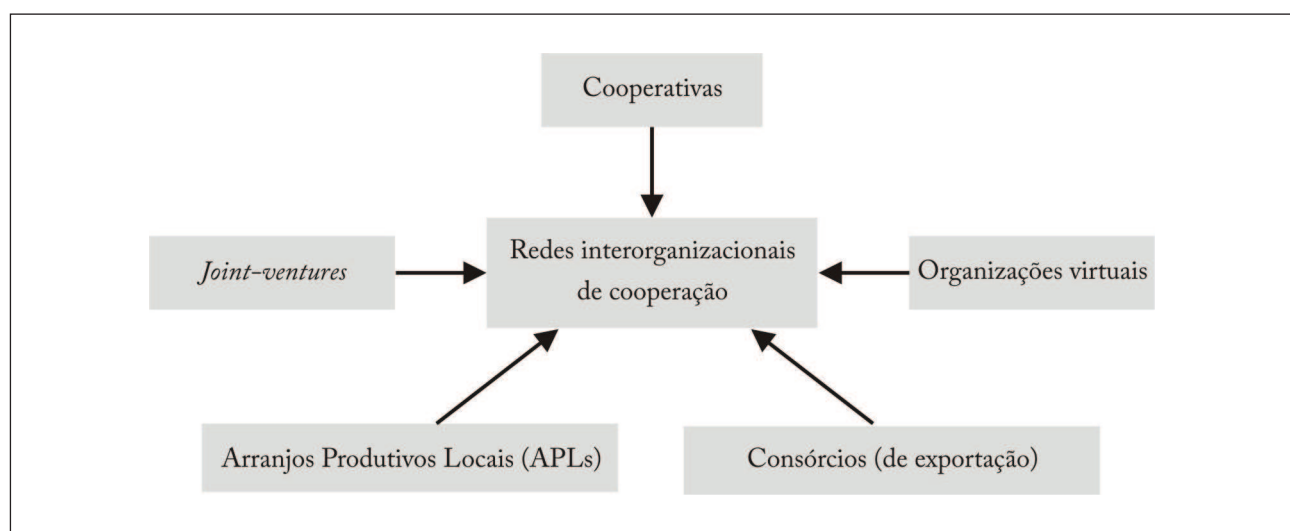 Cooperativas
Joint-ventures
Redes interorganizacionais
de cooperação
Organizações virtuais
Arranjos Produtivos Locais (APLs)
Consórcios (de exportação)